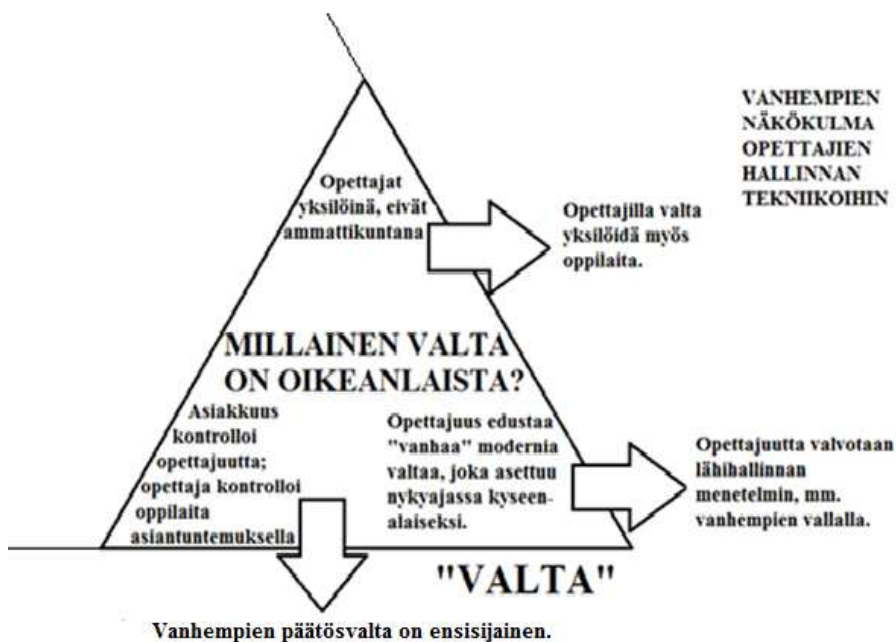 VANHEMPIEN
NÄKÖKULMA
OPETTAJIEN
HALLINNAN
TEKNIIKOIHIN
Opettajat
yksilöinä, eivät
ammattikuntana
Opettajilla valta
yksilöidä myös
oppilaita.
MILLAINEN VALTA
ON OIKEANLAISTA?
Asiakkuus
kontrolloi
opettajuutta;
opettaja kontrolloi
oppilaita
asiantuntemuksella
Opettajuus edustaa
"vanhaa" modernia
valtaa, joka asettuu
nykyajassa kyseen-
alaiseksi.
Opettajuutta valvotaan
lähihallinnan
menetelmin, mm.
vanhempien vallalla.
"VALTA"
Vanhempien päätösvalta on ensisijainen.